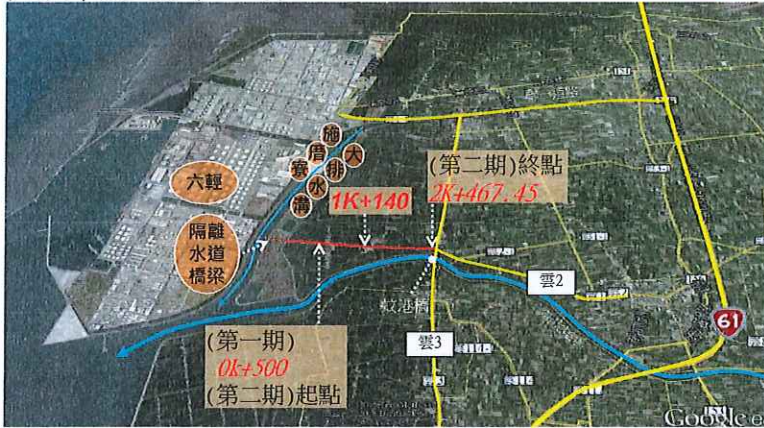 六輕
隔離
水道
橋梁
施厝寮
大排水溝
1K+140
(第二期)終點
2K+467.45
蚊港橋
雲2
雲3
61
(第一期)
0k+500
(第二期)起點
Google e